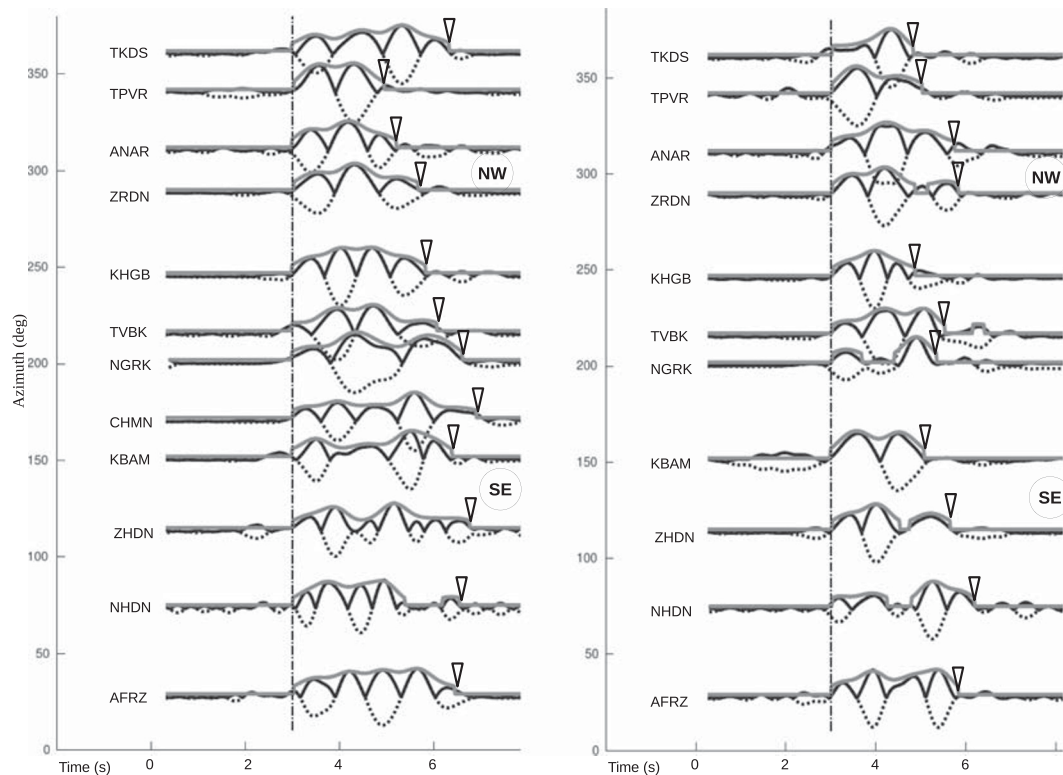 TKDS
350
TPVR
ANAR
300
NW
ZRDN
KHGB
250
TVBK
200
NGRK
CHMN
KBAM
150
SE
ZHDN
100
NHDN
50
AFRZ
0
Azimuth (deg)
Time (s) 0 2 4 6
TKDS
350
TPVR
ANAR
300
NW
ZRDN
KHGB
250
TVBK
200
NGRK
KBAM
150
SE
ZHDN
100
NHDN
50
AFRZ
0
Time (s) 0 2 4 6